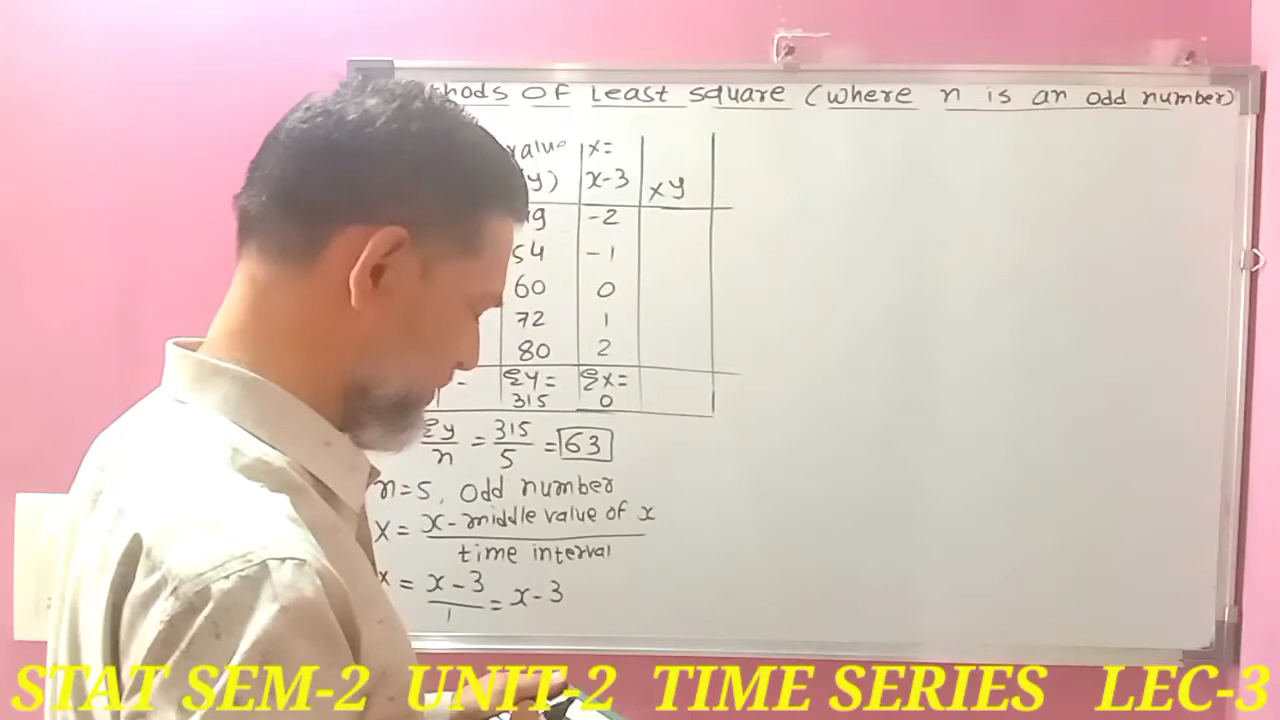 OF Least square (where n is an odd number)
value x=
(y) x-3 xy
-2
54 -1
60 0
72 1
80 2
Σy= Σx=
315 0
Σy/n = 315/5 = 63
n=5, odd number
x = x-middle value of x / time interval
x = x-3 / 1 = x-3
STAT SEM-2 UNIT-2 TIME SERIES LEC-3